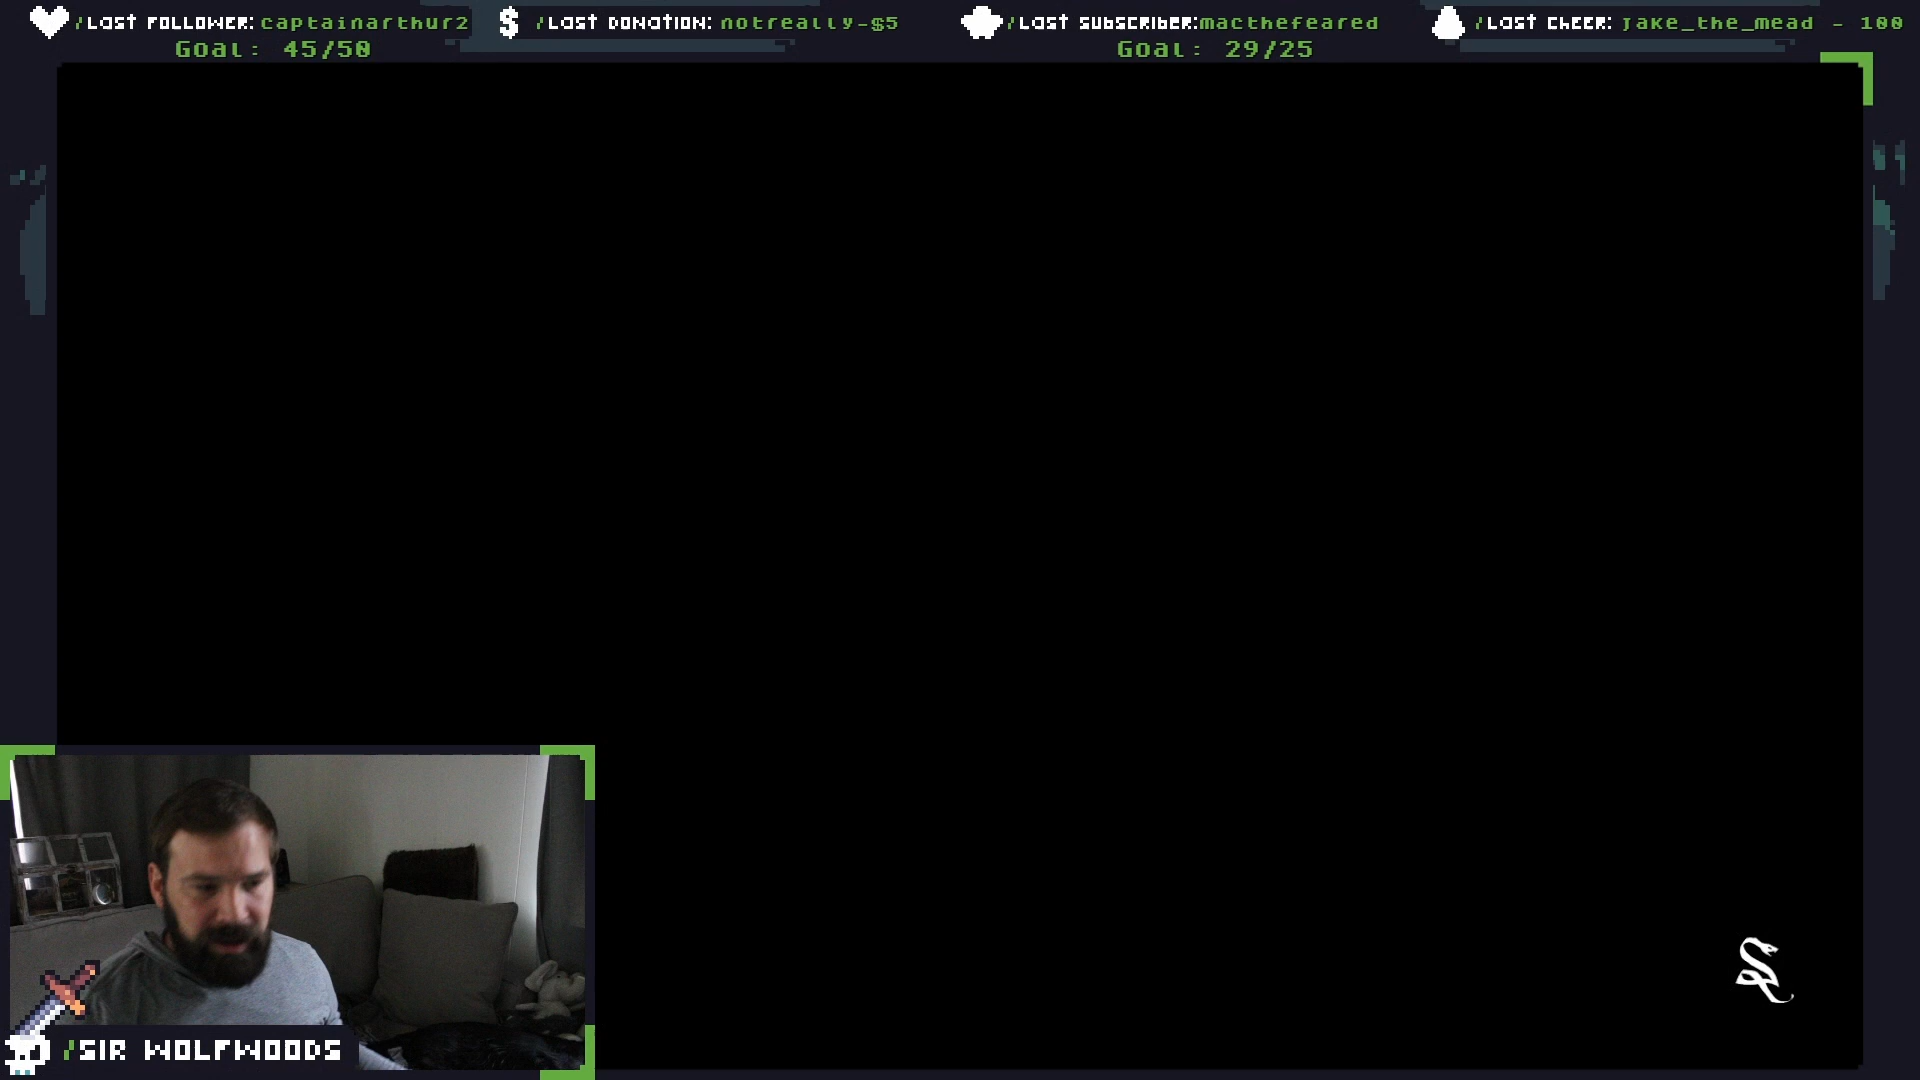 /LAST FOLLOWER: captainarthur2
Goal: 45/50
$ /LAST DONATION: notreally-$5
/LAST SUBSCRIBER:macthefeared
Goal: 29/25
/LAST CHEER: jake_the_mead - 100
/SIR WOLFWOODS